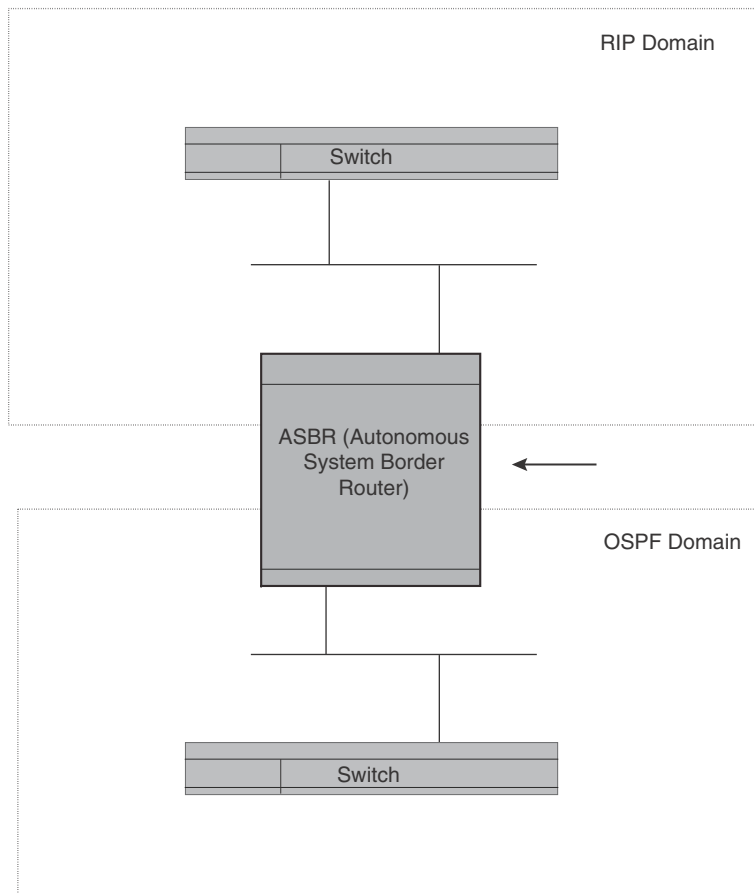 RIP Domain
Switch
ASBR (Autonomous
System Border
Router)
OSPF Domain
Switch